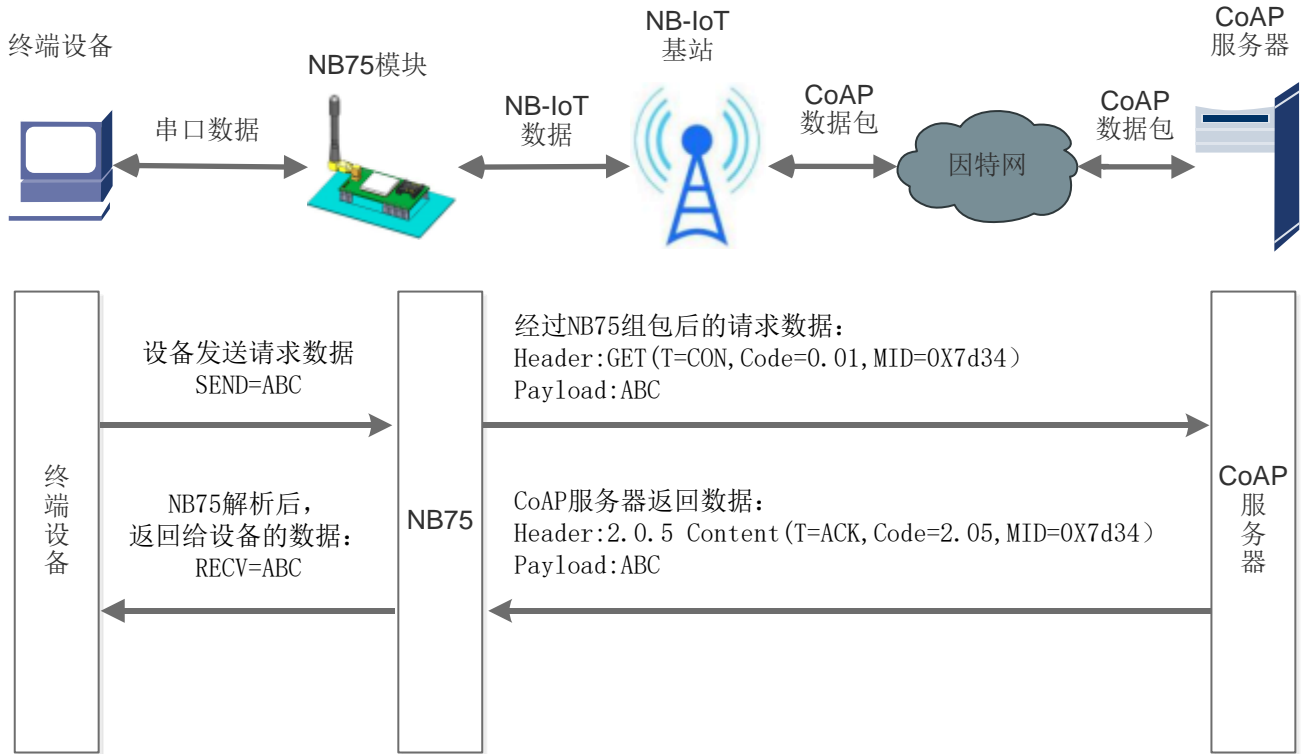 终端设备
NB75模块
NB-IoT
基站
CoAP
服务器
串口数据
NB-IoT
数据
CoAP
数据包
因特网
CoAP
数据包
设备发送请求数据
SEND=ABC
经过NB75组包后的请求数据：
Header:GET(T=CON,Code=0.01,MID=0X7d34）
Payload:ABC
终端设备
NB75解析后，
返回给设备的数据：
RECV=ABC
NB75
CoAP服务器返回数据：
Header:2.0.5 Content(T=ACK,Code=2.05,MID=0X7d34）
Payload:ABC
CoAP
服务器